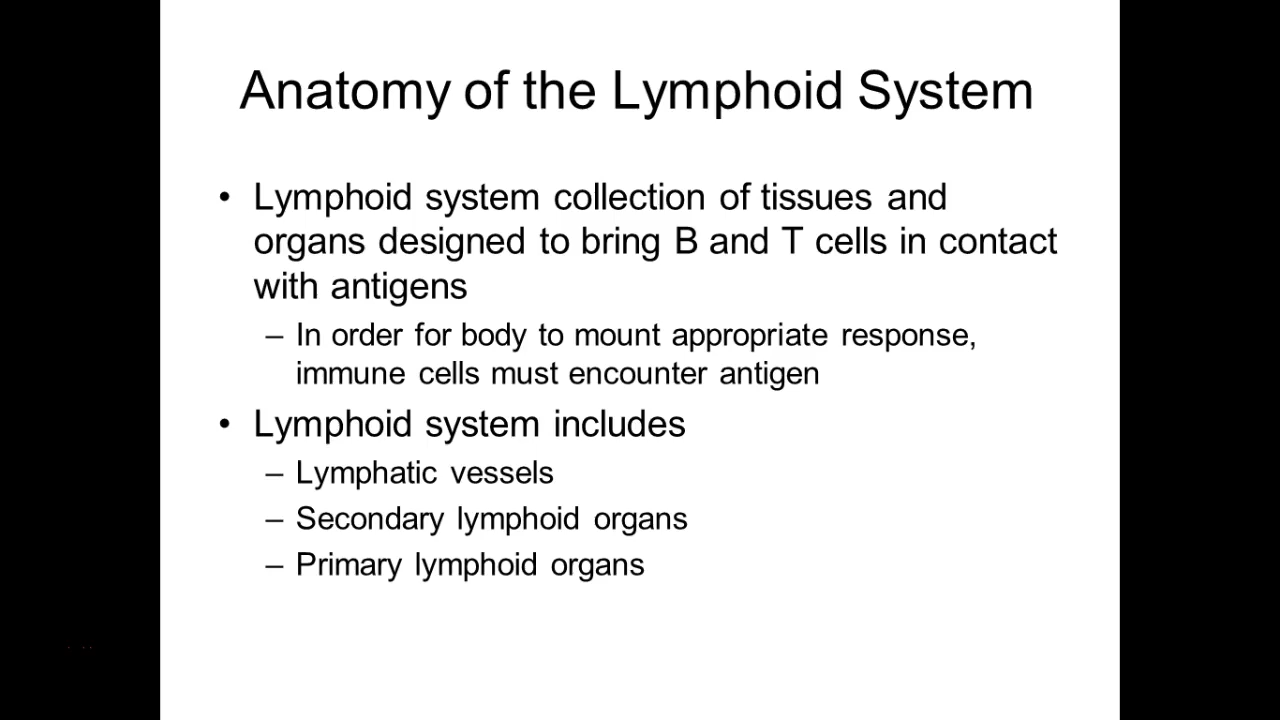 Anatomy of the Lymphoid System
• Lymphoid system collection of tissues and
organs designed to bring B and T cells in contact
with antigens
– In order for body to mount appropriate response,
immune cells must encounter antigen
• Lymphoid system includes
– Lymphatic vessels
– Secondary lymphoid organs
– Primary lymphoid organs